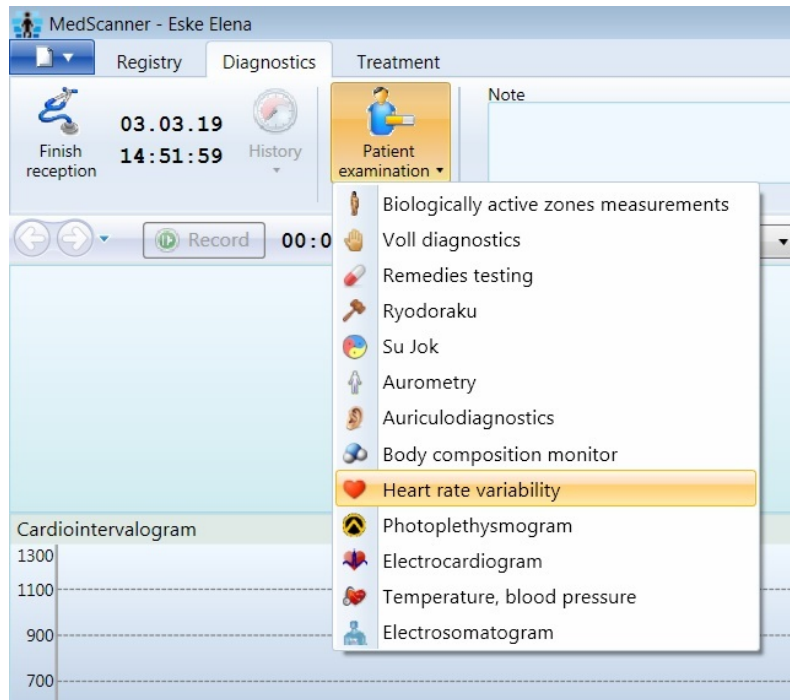 MedScanner - Eske Elena
Registry Diagnostics Treatment
Finish reception
03.03.19
14:51:59
History
Patient examination
Note
Record 00:0
Biologically active zones measurements
Voll diagnostics
Remedies testing
Ryodoraku
Su Jok
Aurometry
Auriculodiagnostics
Body composition monitor
Heart rate variability
Photoplethysmogram
Electrocardiogram
Temperature, blood pressure
Electrosomatogram
Cardiointervalogram
1300
1100
900
700